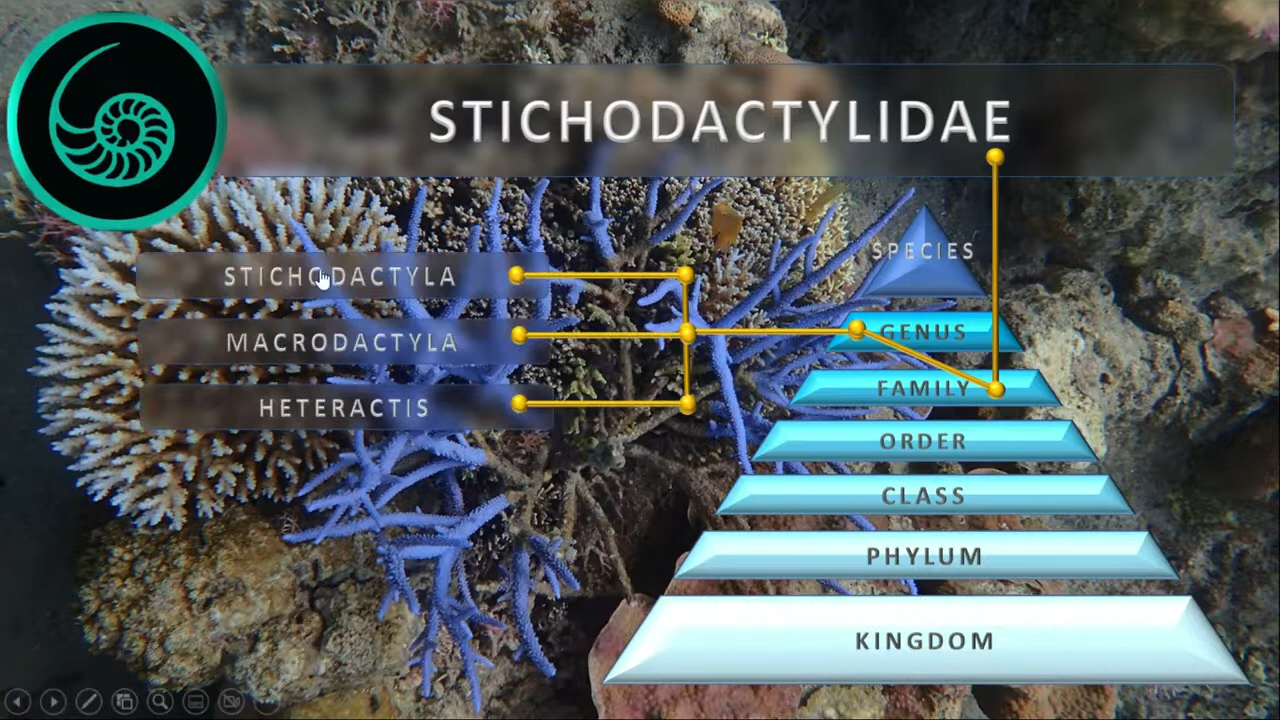 STICHODACTYLIDAE
STICHODACTYLA
MACRODACTYLA
HETERACTIS
SPECIES
GENUS
FAMILY
ORDER
CLASS
PHYLUM
KINGDOM